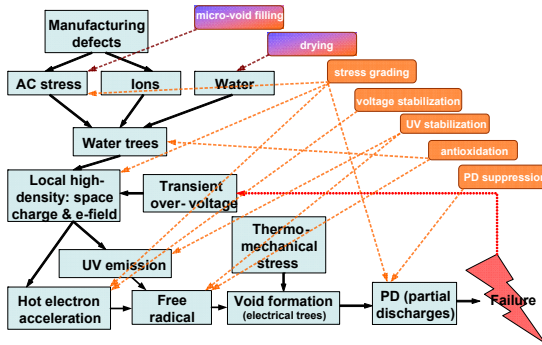 Manufacturing
defects
micro-void filling
drying
AC stress
Ions
Water
stress grading
voltage stabilization
UV stabilization
Water trees
antioxidation
PD suppression
Local high-
density: space
charge & e-field
Transient
over-voltage
Thermo-
mechanical
stress
UV emission
Hot electron
acceleration
Free
radical
Void formation
(electrical trees)
PD (partial
discharges)
Failure